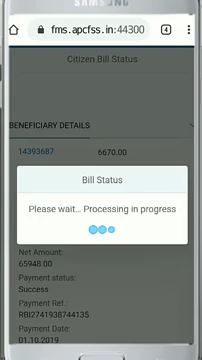 SAMSUNG
fms.apcfss.in:44300
4
Citizen Bill Status
BENEFICIARY DETAILS
14393687 6670.00
Bill Status
Please wait... Processing in progress
Net Amount:
65948.00
Payment status:
Success
Payment Ref.:
RBI2741938744135
Payment Date:
01.10.2019